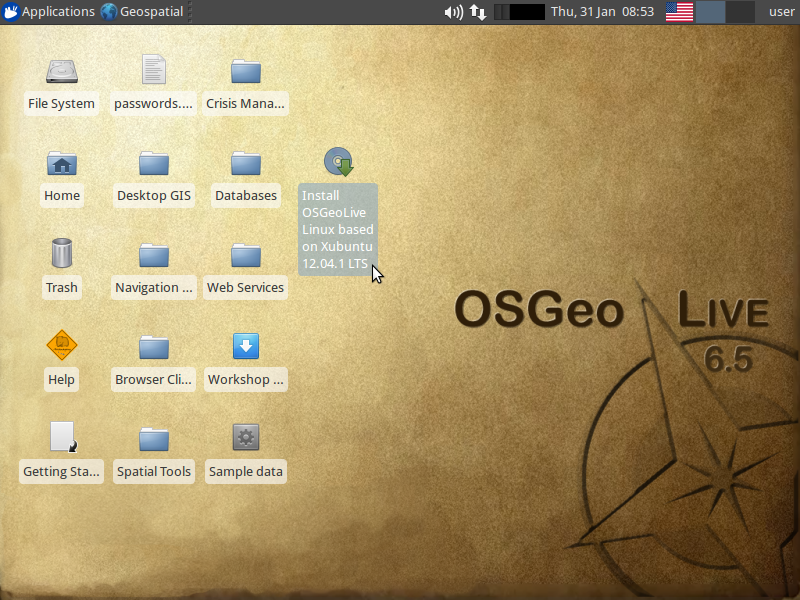 Applications Geospatial Thu, 31 Jan 08:53 user
File System passwords.... Crisis Mana...
Home Desktop GIS Databases
Install
OSGeoLive
Linux based
on Xubuntu
12.04.1 LTS
Trash Navigation ... Web Services
OSGeo Live
6.5
Help Browser Cli... Workshop ...
Getting Sta... Spatial Tools Sample data